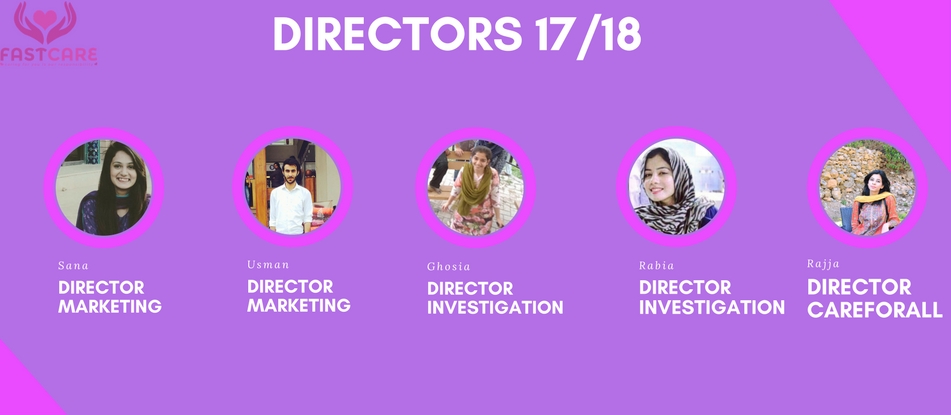 FASTCARE
DIRECTORS 17/18
Sana
DIRECTOR
MARKETING
Usman
DIRECTOR
MARKETING
Ghosia
DIRECTOR
INVESTIGATION
Rabia
DIRECTOR
INVESTIGATION
Rajja
DIRECTOR
CAREFORALL